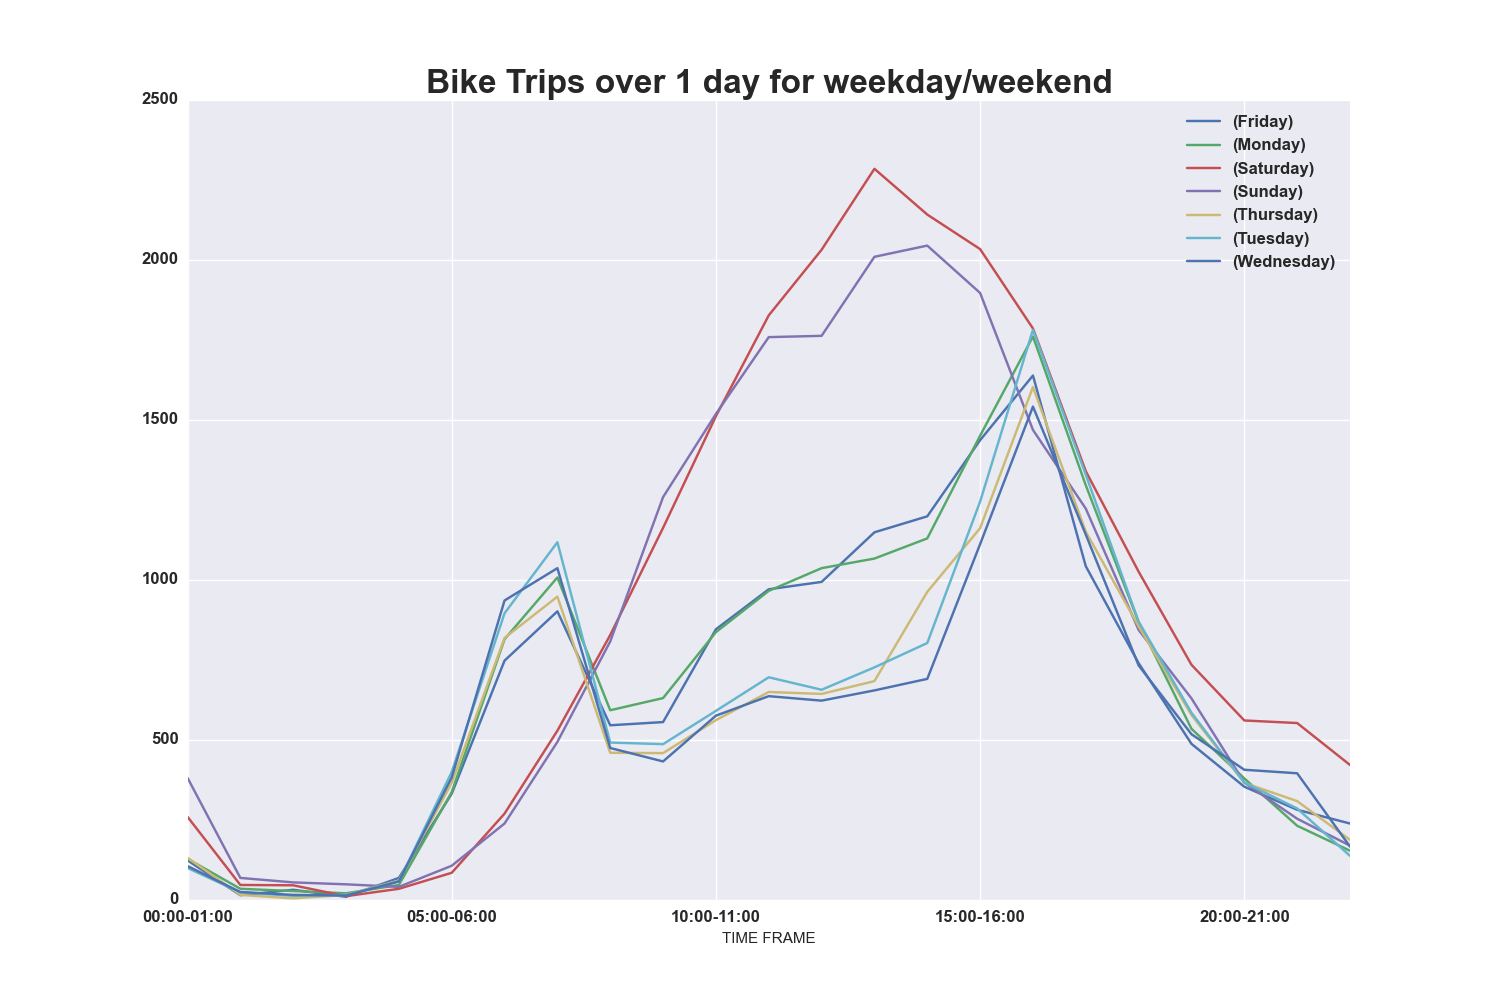 Bike Trips over 1 day for weekday/weekend
2500
2000
1500
1000
500
0
(Friday)
(Monday)
(Saturday)
(Sunday)
(Thursday)
(Tuesday)
(Wednesday)
00:00-01:00 05:00-06:00 10:00-11:00 15:00-16:00 20:00-21:00
TIME FRAME